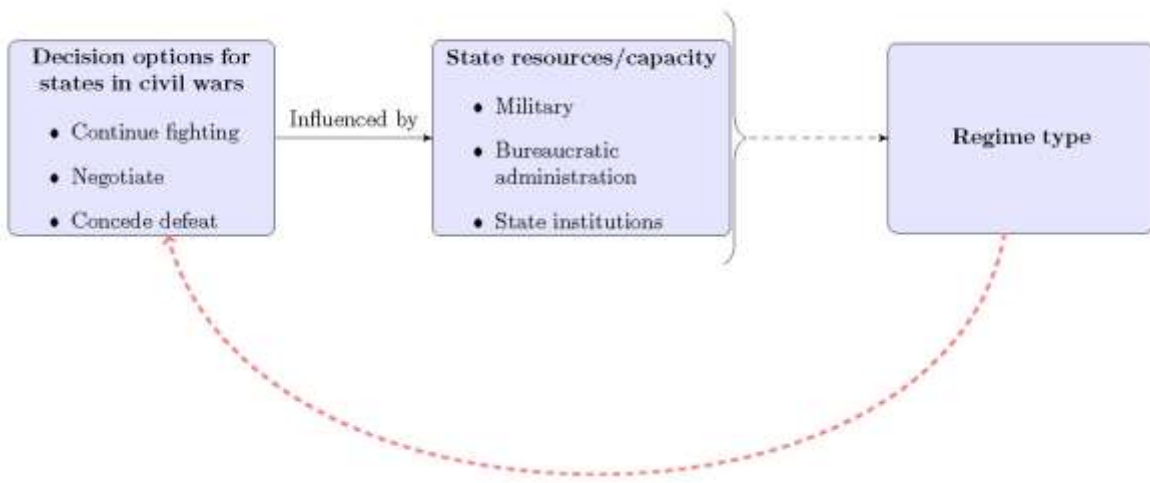 Decision options for
states in civil wars
• Continue fighting
• Negotiate
• Concede defeat
Influenced by
State resources/capacity
• Military
• Bureaucratic
administration
• State institutions
Regime type